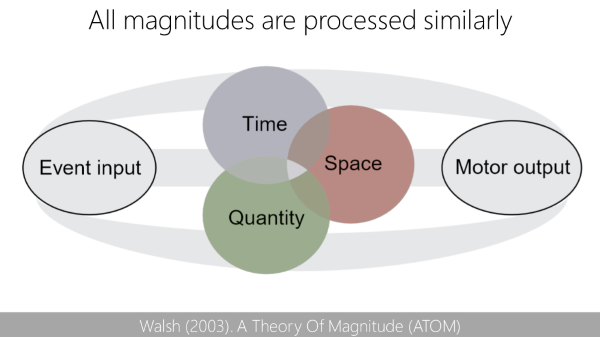 All magnitudes are processed similarly
Time
Event input
Space
Motor output
Quantity
Walsh (2003). A Theory Of Magnitude (ATOM)